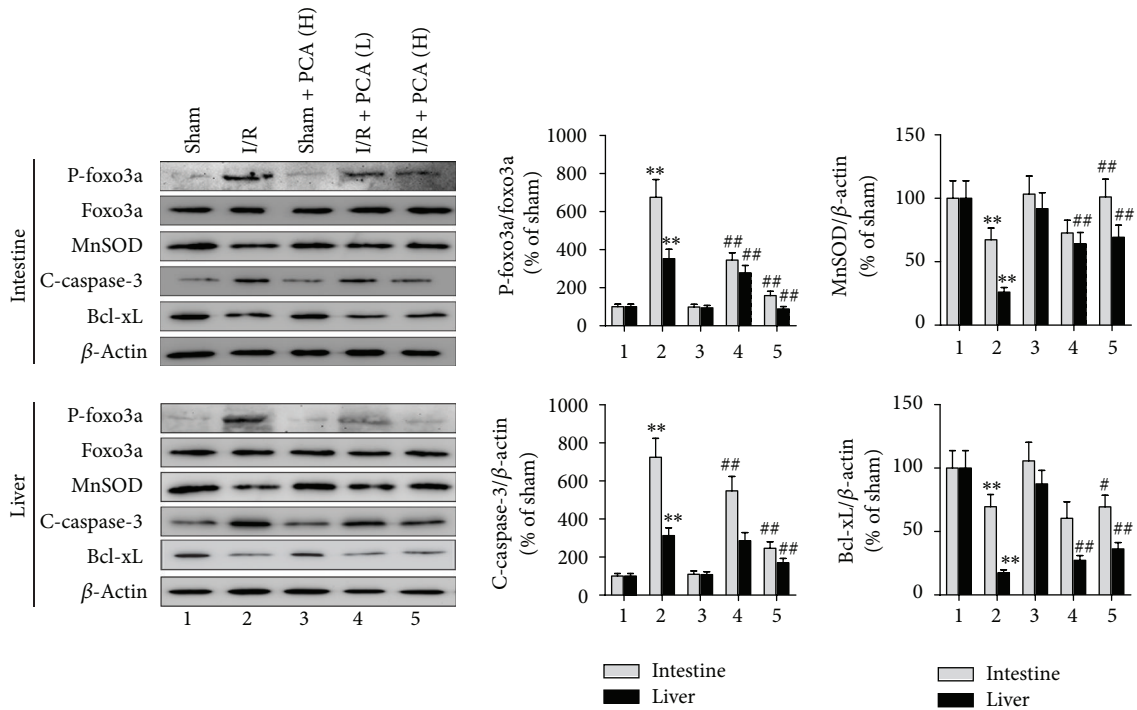 Sham
I/R
Sham + PCA (H)
I/R + PCA (L)
I/R + PCA (H)
Intestine
P-foxo3a
Foxo3a
MnSOD
C-caspase-3
Bcl-xL
β-Actin
Liver
P-foxo3a
Foxo3a
MnSOD
C-caspase-3
Bcl-xL
β-Actin
1 2 3 4 5
P-foxo3a/foxo3a
(% of sham)
1000
800
600
400
200
0
** ** ## ## ## ##
1 2 3 4 5
MnSOD/β-actin
(% of sham)
150
100
50
0
** ** ## ## ##
1 2 3 4 5
C-caspase-3/β-actin
(% of sham)
1000
800
600
400
200
0
** ** ## ## ##
1 2 3 4 5
Bcl-xL/β-actin
(% of sham)
150
100
50
0
** ** ## # ##
1 2 3 4 5
Intestine
Liver
Intestine
Liver